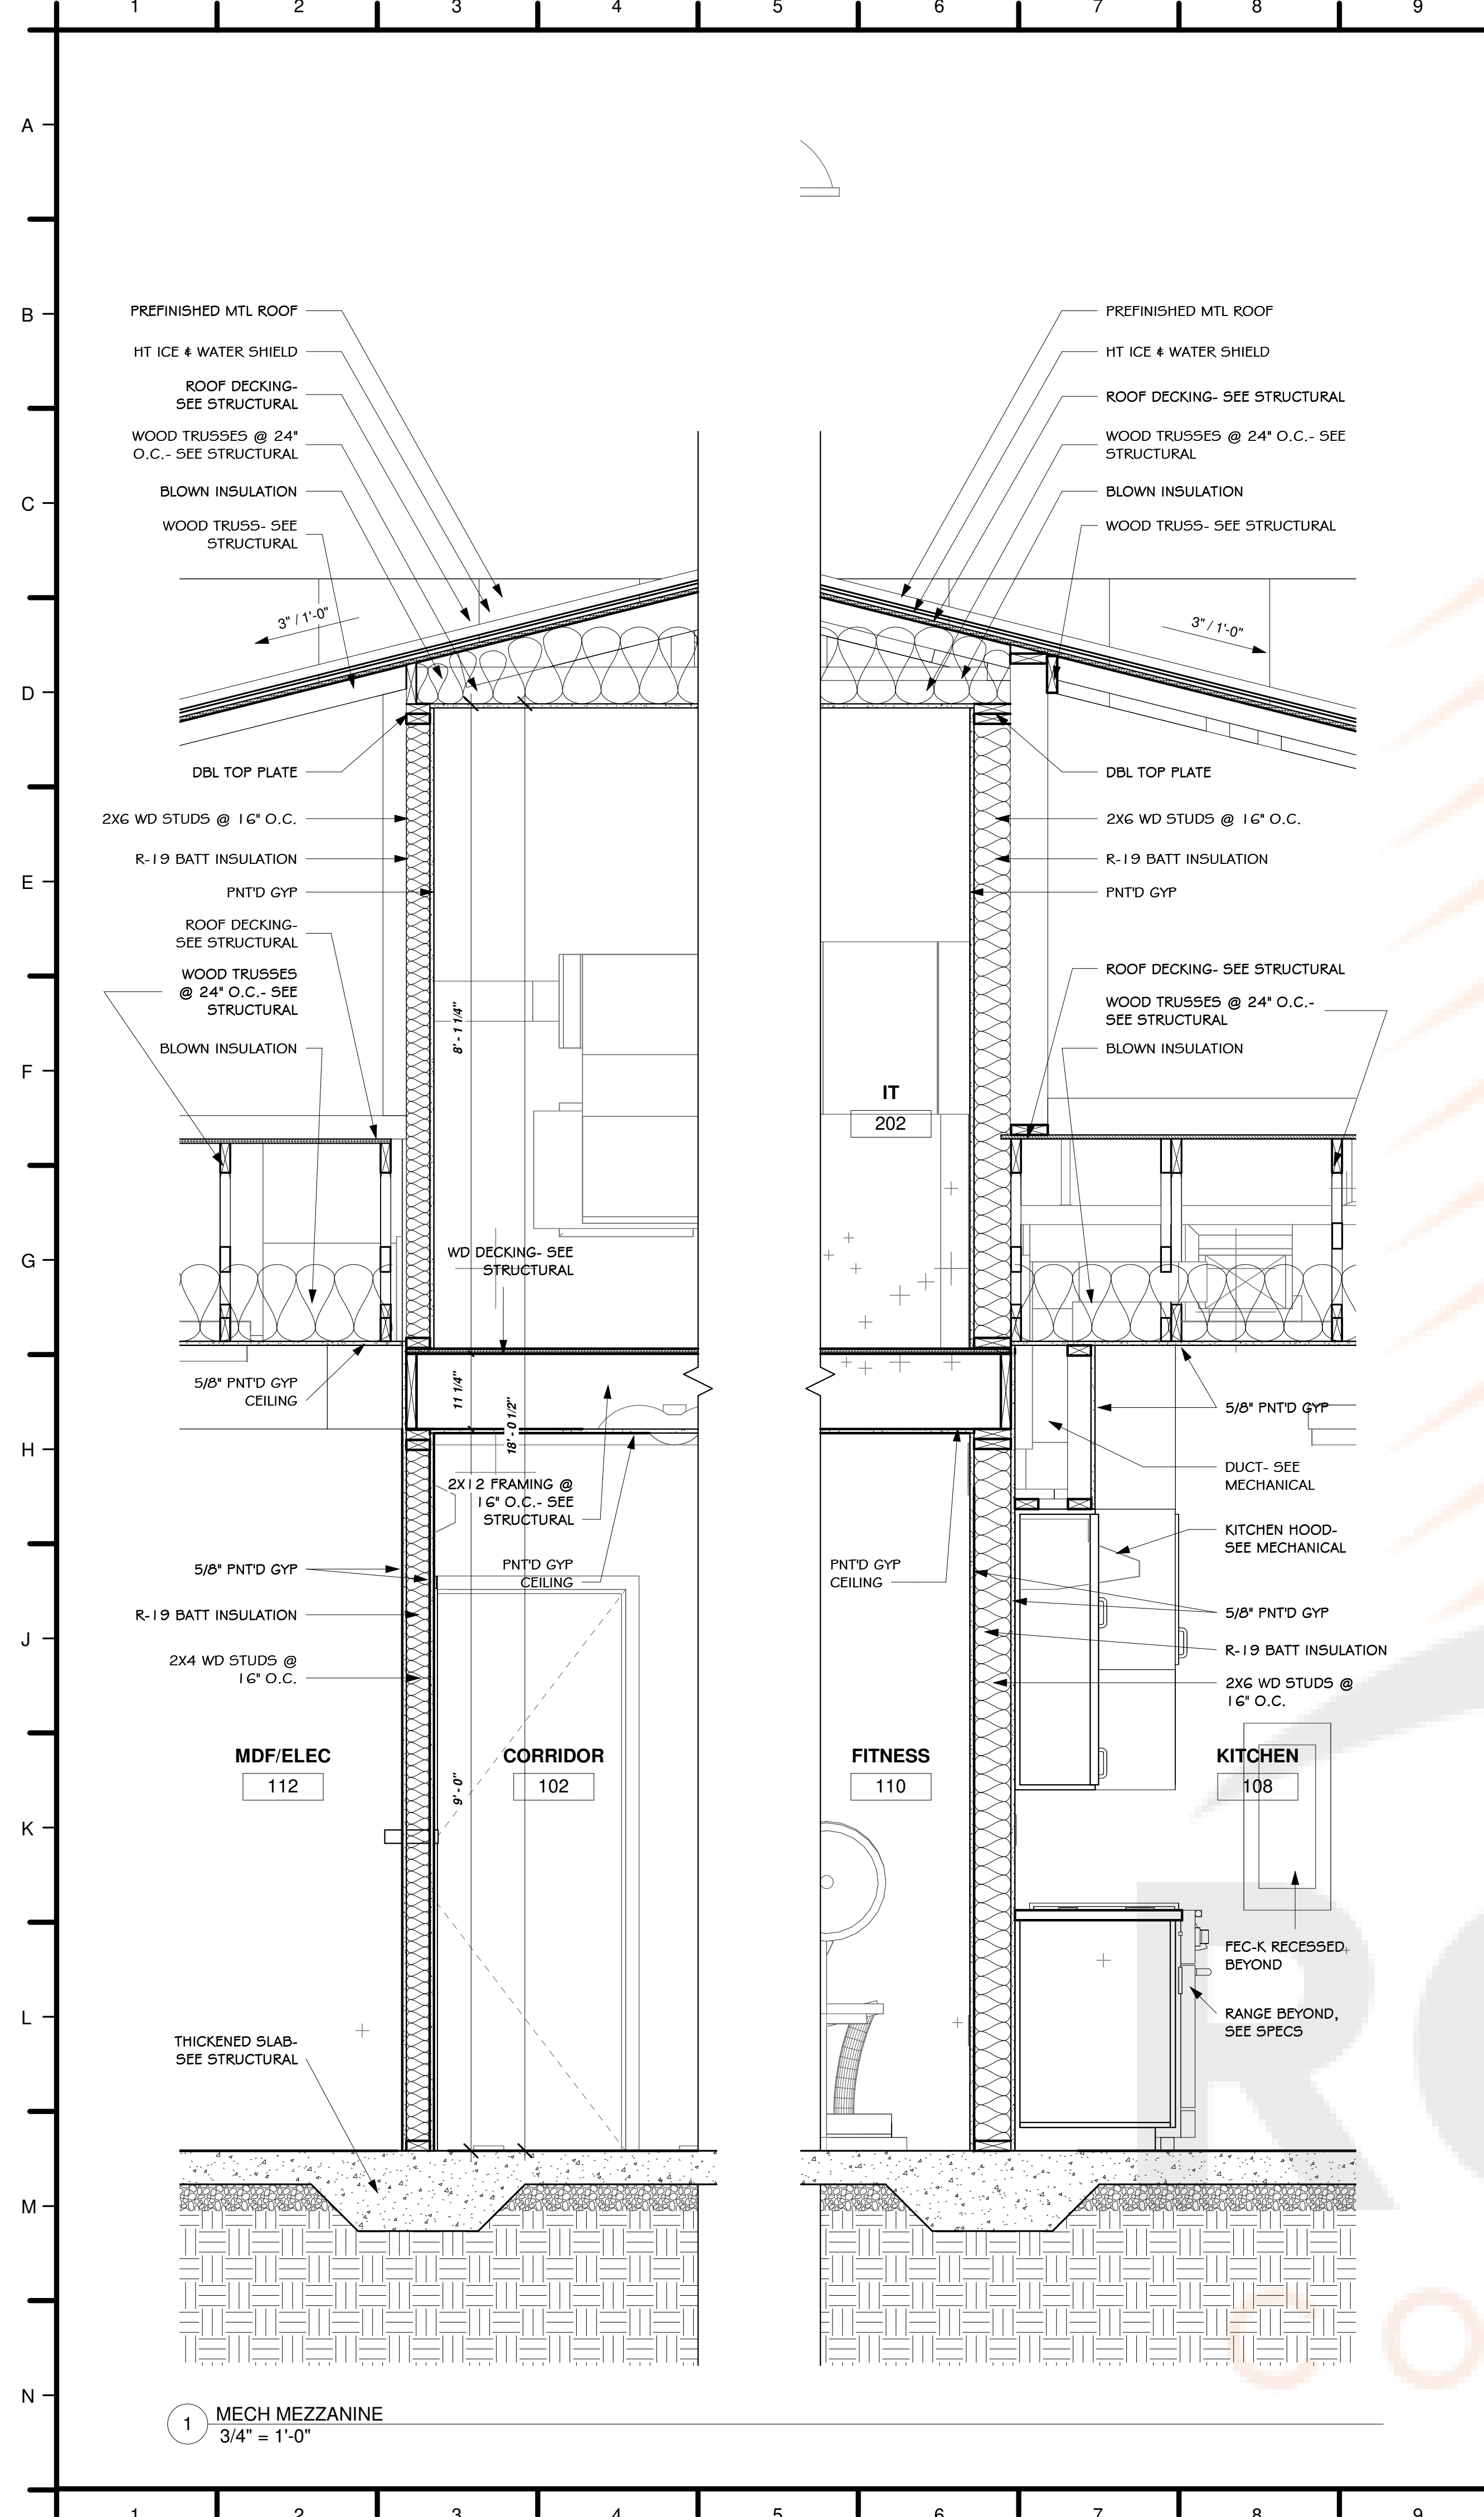 1 2 3 4 5 6 7 8 9
A
B
C
D
E
F
G
H
J
K
L
M
N
PREFINISHED MTL ROOF
HT ICE & WATER SHIELD
ROOF DECKING-
SEE STRUCTURAL
WOOD TRUSSES @ 24"
O.C.- SEE STRUCTURAL
BLOWN INSULATION
WOOD TRUSS- SEE
STRUCTURAL
3" / 1'-0"
DBL TOP PLATE
2X6 WD STUDS @ 16" O.C.
R-19 BATT INSULATION
PNT'D GYP
ROOF DECKING-
SEE STRUCTURAL
WOOD TRUSSES
@ 24" O.C.- SEE
STRUCTURAL
BLOWN INSULATION
5/8" PNT'D GYP
CEILING
5/8" PNT'D GYP
R-19 BATT INSULATION
2X4 WD STUDS @
16" O.C.
MDF/ELEC
112
THICKENED SLAB-
SEE STRUCTURAL
8' - 1 1/4"
WD DECKING- SEE
STRUCTURAL
11 1/4"
18' - 0 1/2"
2X12 FRAMING @
16" O.C.- SEE
STRUCTURAL
PNT'D GYP
CEILING
CORRIDOR
102
9' - 0"
IT
202
PNT'D GYP
CEILING
FITNESS
110
PREFINISHED MTL ROOF
HT ICE & WATER SHIELD
ROOF DECKING- SEE STRUCTURAL
WOOD TRUSSES @ 24" O.C.- SEE
STRUCTURAL
BLOWN INSULATION
WOOD TRUSS- SEE STRUCTURAL
3" / 1'-0"
DBL TOP PLATE
2X6 WD STUDS @ 16" O.C.
R-19 BATT INSULATION
PNT'D GYP
ROOF DECKING- SEE STRUCTURAL
WOOD TRUSSES @ 24" O.C.-
SEE STRUCTURAL
BLOWN INSULATION
5/8" PNT'D GYP
DUCT- SEE
MECHANICAL
KITCHEN HOOD-
SEE MECHANICAL
5/8" PNT'D GYP
R-19 BATT INSULATION
2X6 WD STUDS @
16" O.C.
KITCHEN
108
FEC-K RECESSED
BEYOND
RANGE BEYOND,
SEE SPECS
1 MECH MEZZANINE
3/4" = 1'-0"
1 2 3 4 5 6 7 8 9